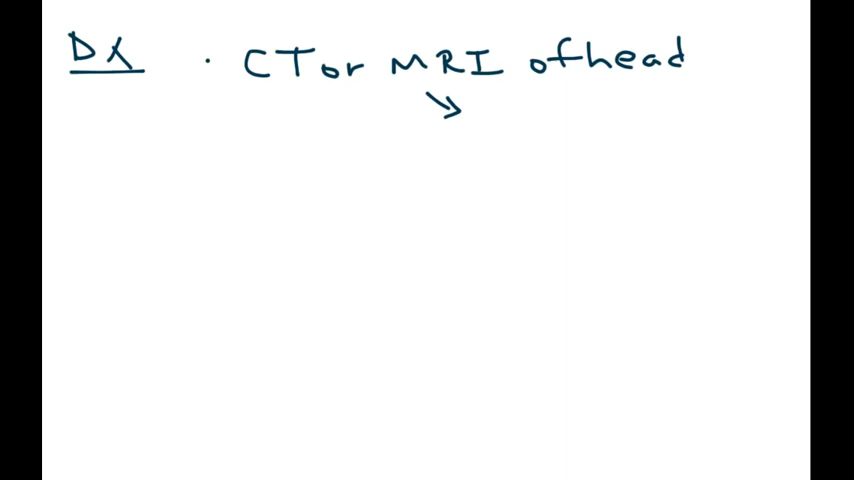 Dx · CT or MRI of head
↘